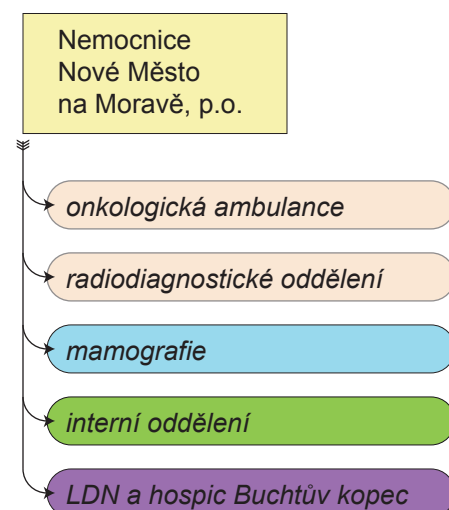 Nemocnice
Nové Město
na Moravě, p.o.
onkologická ambulance
radiodiagnostické oddělení
mamografie
interní oddělení
LDN a hospic Buchtův kopec